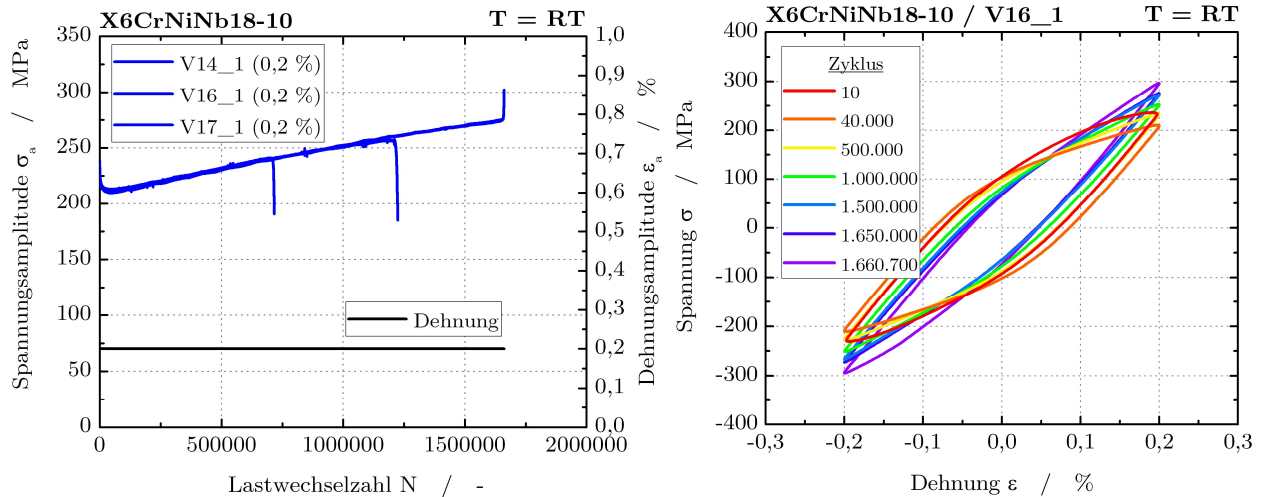 X6CrNiNb18-10 T = RT
Spannungsamplitude σa / MPa
350
300
250
200
150
100
50
0
V14_1 (0,2 %)
V16_1 (0,2 %)
V17_1 (0,2 %)
Dehnung
1,0
0,9
0,8
0,7
0,6
0,5
0,4
0,3
0,2
0,1
0,0
Dehnungsamplitude εa / %
0 500000 1000000 1500000 2000000
Lastwechselzahl N / -
X6CrNiNb18-10 / V16_1 T = RT
Spannung σ / MPa
400
300
200
100
0
-100
-200
-300
-400
Zyklus
10
40.000
500.000
1.000.000
1.500.000
1.650.000
1.660.700
-0,3 -0,2 -0,1 0,0 0,1 0,2 0,3
Dehnung ε / %